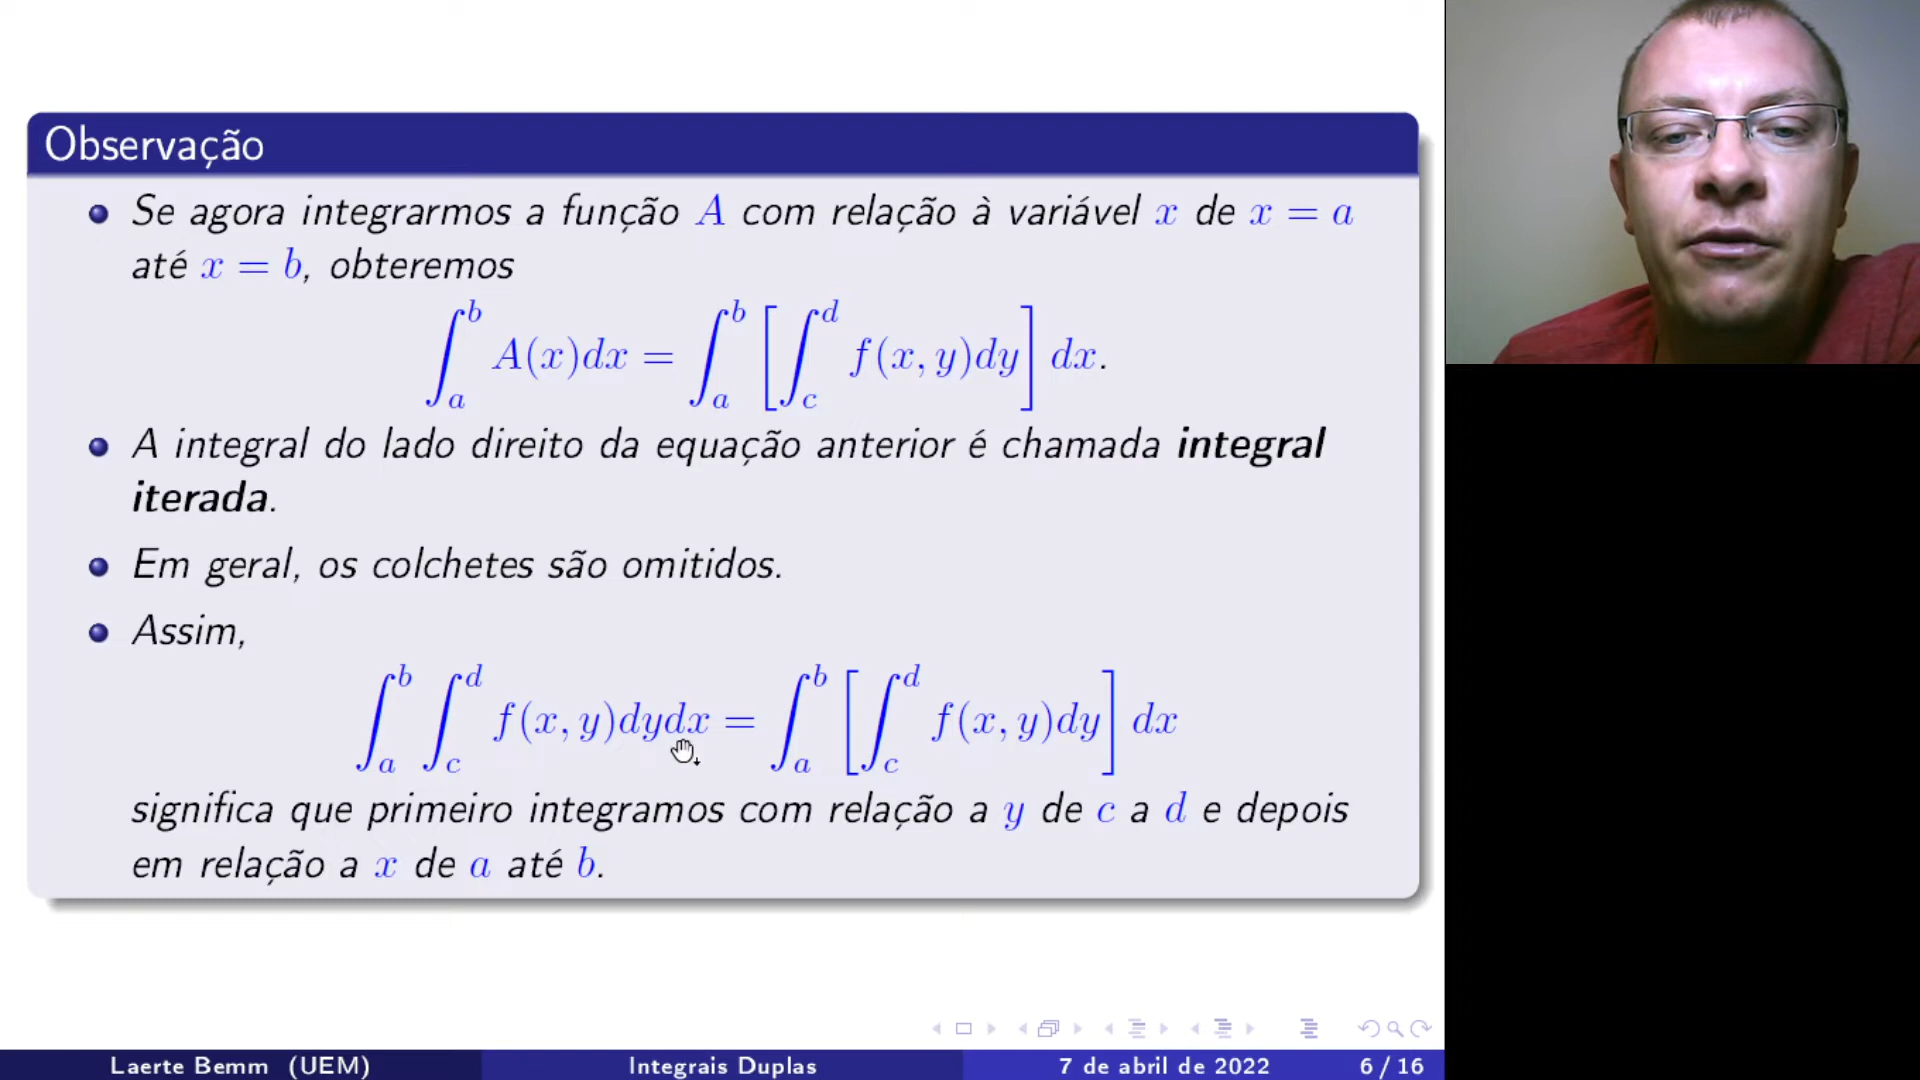 Observação
Se agora integrarmos a função A com relação à variável x de x = a
até x = b, obteremos
∫_a^b A(x)dx = ∫_a^b [∫_c^d f(x, y)dy] dx.
A integral do lado direito da equação anterior é chamada integral
iterada.
Em geral, os colchetes são omitidos.
Assim,
∫_a^b ∫_c^d f(x, y)dydx = ∫_a^b [∫_c^d f(x, y)dy] dx
significa que primeiro integramos com relação a y de c a d e depois
em relação a x de a até b.
Laerte Bemm (UEM) Integrais Duplas 7 de abril de 2022 6 / 16